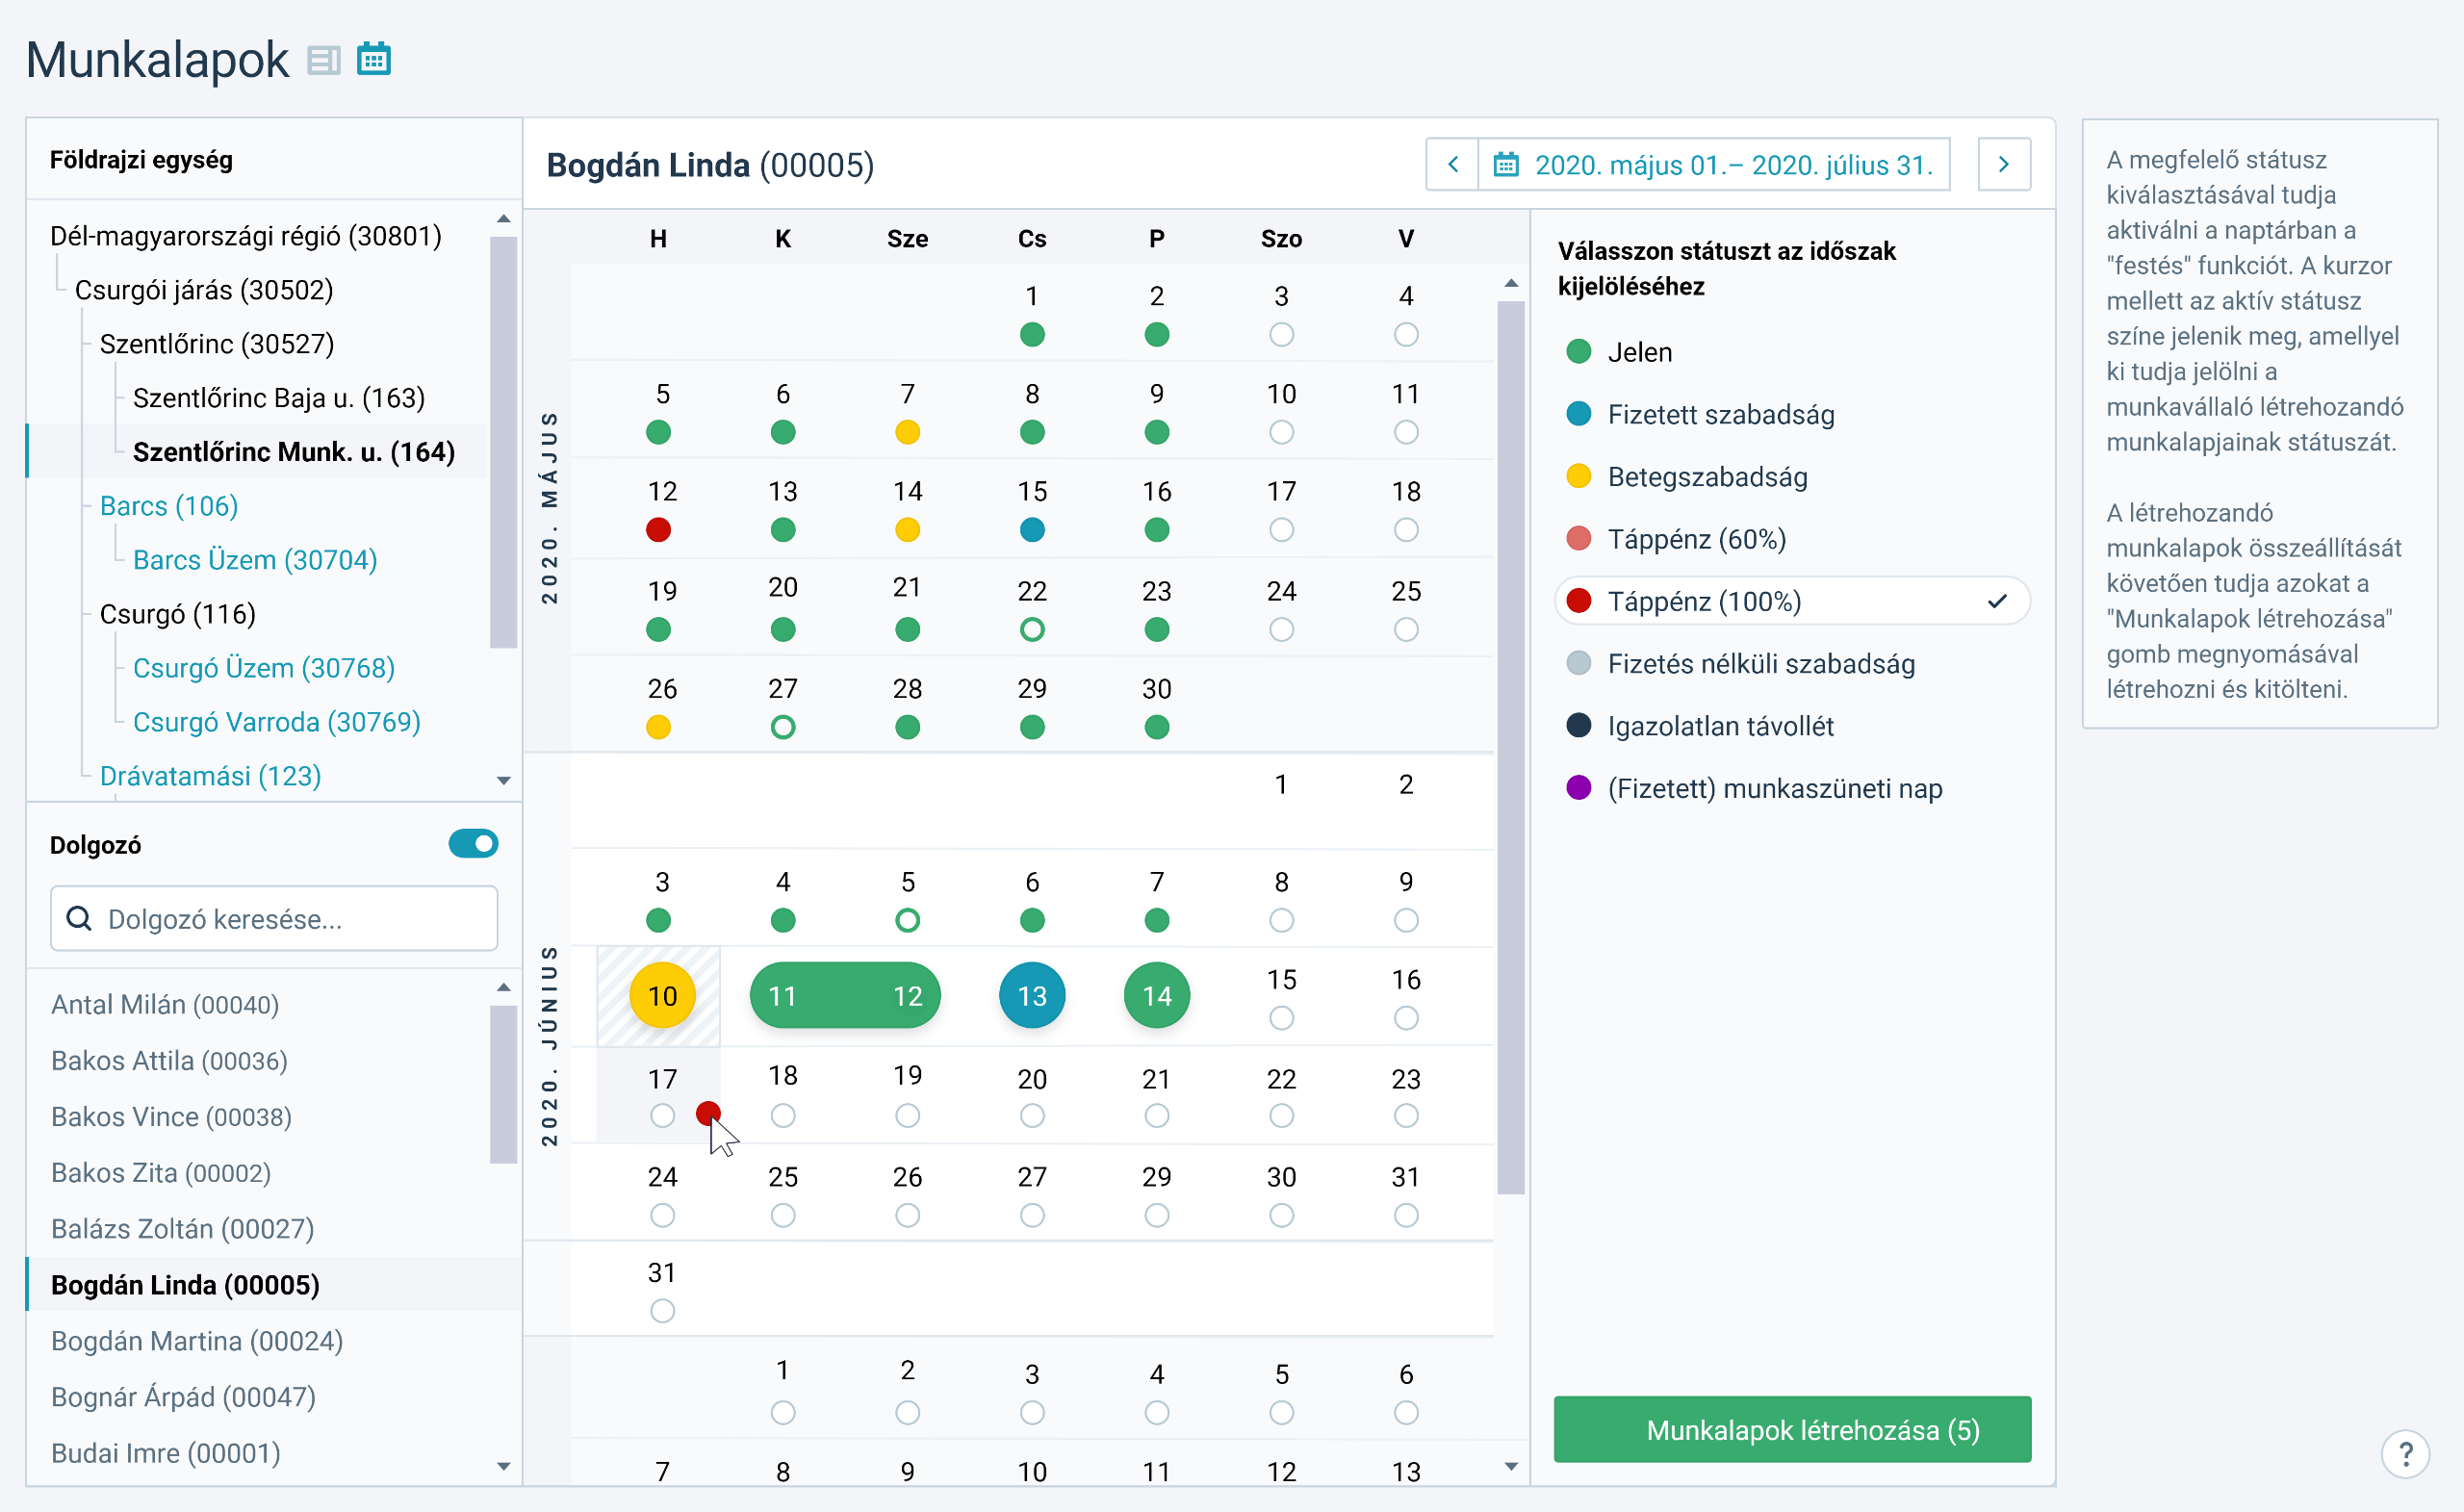 Munkalapok
Földrajzi egység
Dél-magyarországi régió (30801)
Csurgói járás (30502)
Szentlőrinc (30527)
Szentlőrinc Baja u. (163)
Szentlőrinc Munk. u. (164)
Barcs (106)
Barcs Üzem (30704)
Csurgó (116)
Csurgó Üzem (30768)
Csurgó Varroda (30769)
Drávatamási (123)
Dolgozó
Dolgozó keresése...
Antal Milán (00040)
Bakos Attila (00036)
Bakos Vince (00038)
Bakos Zita (00002)
Balázs Zoltán (00027)
Bogdán Linda (00005)
Bogdán Martina (00024)
Bognár Árpád (00047)
Budai Imre (00001)
Bogdán Linda (00005)
2020. május 01.– 2020. július 31.
H K Sze Cs P Szo V
2020. MÁJUS
1 2 3 4
5 6 7 8 9 10 11
12 13 14 15 16 17 18
19 20 21 22 23 24 25
26 27 28 29 30
2020. JÚNIUS
1 2
3 4 5 6 7 8 9
10 11 12 13 14 15 16
17 18 19 20 21 22 23
24 25 26 27 29 30 31
31
1 2 3 4 5 6
7 8 9 10 11 12 13
Válasszon státuszt az időszak
kijelöléséhez
Jelen
Fizetett szabadság
Betegszabadság
Táppénz (60%)
Táppénz (100%)
Fizetés nélküli szabadság
Igazolatlan távollét
(Fizetett) munkaszüneti nap
Munkalapok létrehozása (5)
A megfelelő státusz
kiválasztásával tudja
aktiválni a naptárban a
"festés" funkciót. A kurzor
mellett az aktív státusz
színe jelenik meg, amellyel
ki tudja jelölni a
munkavállaló létrehozandó
munkalapjainak státuszát.
A létrehozandó
munkalapok összeállítását
követően tudja azokat a
"Munkalapok létrehozása"
gomb megnyomásával
létrehozni és kitölteni.
?